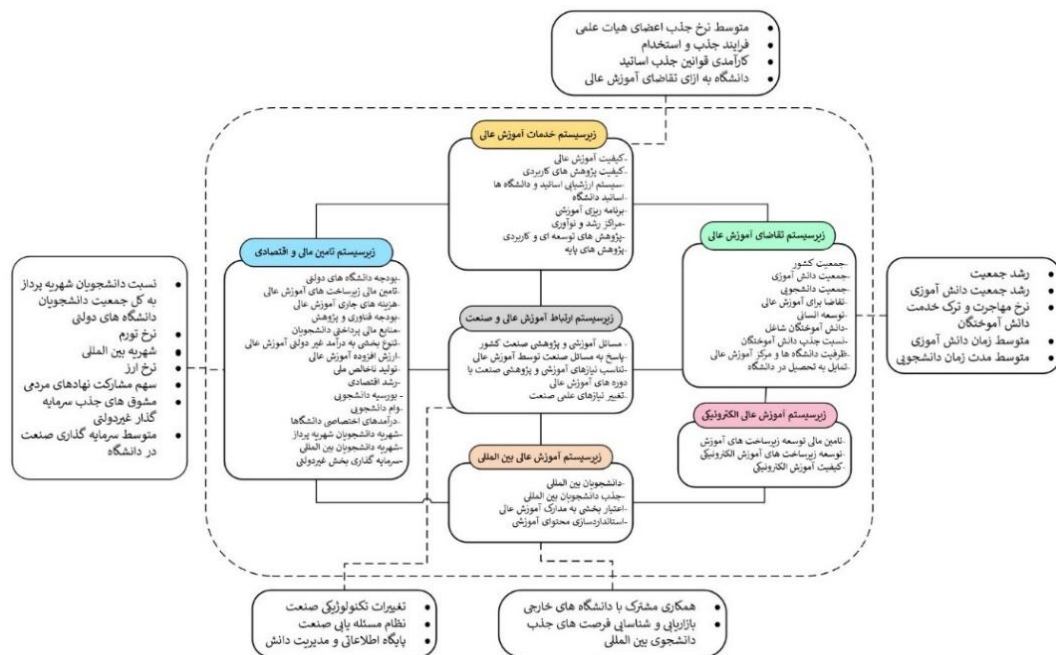 متوسط نرخ جذب اعضای هیات علمی
فرایند جذب و استخدام
کارآمدی قوانین جذب اساتید
دانشگاه به ازای تقاضای آموزش عالی
زیرسیستم خدمات آموزش عالی
-کیفیت آموزش عالی
-کیفیت پژوهش های کاربردی
-سیستم ارزشیابی اساتید و دانشگاه ها
-اساتید دانشگاه
-برنامه ریزی آموزشی
-مراکز رشد و نوآوری
-پژوهش های توسعه ای و کاربردی
-پژوهش های پایه
زیرسیستم تقاضای آموزش عالی
-جمعیت کشور
-جمعیت دانش آموزی
-جمعیت دانشجویی
-تقاضا برای آموزش عالی
-توسعه انسانی
-دانش آموختگان شاغل
-نسبت جذب دانش آموختگان
-ظرفیت دانشگاه ها و مرکز آموزش عالی
-تمایل به تحصیل در دانشگاه
رشد جمعیت
رشد جمعیت دانش آموزی
نرخ مهاجرت و ترک خدمت
دانش آموختگان
متوسط زمان دانش آموزی
متوسط مدت زمان دانشجویی
زیرسیستم تامین مالی و اقتصادی
-بودجه دانشگاه های دولتی
-تامین مالی زیرساخت های آموزش عالی
-هزینه های جاری آموزش عالی
-بودجه فناوری و پژوهش
-منابع مالی پرداختی دانشجویان
-تنوع بخشی به درآمد غیر دولتی آموزش عالی
-ارزش افزوده آموزش عالی
-تولید ناخالص ملی
-رشد اقتصادی
- بورسیه دانشجویی
-وام دانشجویی
-درآمدهای اختصاصی دانشگاها
-شهریه دانشجویان شهریه پرداز
-شهریه دانشجویان بین المللی
-سرمایه گذاری بخش غیردولتی
نسبت دانشجویان شهریه پرداز
به کل جمعیت دانشجویان
دانشگاه های دولتی
نرخ تورم
شهریه بین المللی
نرخ ارز
سهم مشارکت نهادهای مردمی
مشوق های جذب سرمایه
گذار غیردولتی
متوسط سرمایه گذاری صنعت
در دانشگاه
زیرسیستم ارتباط آموزش عالی و صنعت
- مسائل آموزشی و پژوهشی صنعت کشور
-پاسخ به مسائل صنعت توسط آموزش عالی
-تناسب نیازهای آموزشی و پژوهشی صنعت با
دوره های آموزش عالی
-تغییر نیازهای علمی صنعت
زیرسیستم آموزش عالی الکترونیکی
-تامین مالی توسعه زیرساخت های آموزش
-توسعه زیرساخت های آموزش الکترونیکی
-کیفیت آموزش الکترونیکی
زیرسیستم آموزش عالی بین المللی
-دانشجویان بین المللی
-جذب دانشجویان بین المللی
-اعتبار بخشی به مدارک آموزش عالی
-استانداردسازی محتوای آموزشی
همکاری مشترک با دانشگاه های خارجی
بازاریابی و شناسایی فرصت های جذب
دانشجوی بین المللی
تغییرات تکنولوژیکی صنعت
نظام مسئله یابی صنعت
پایگاه اطلاعاتی و مدیریت دانش